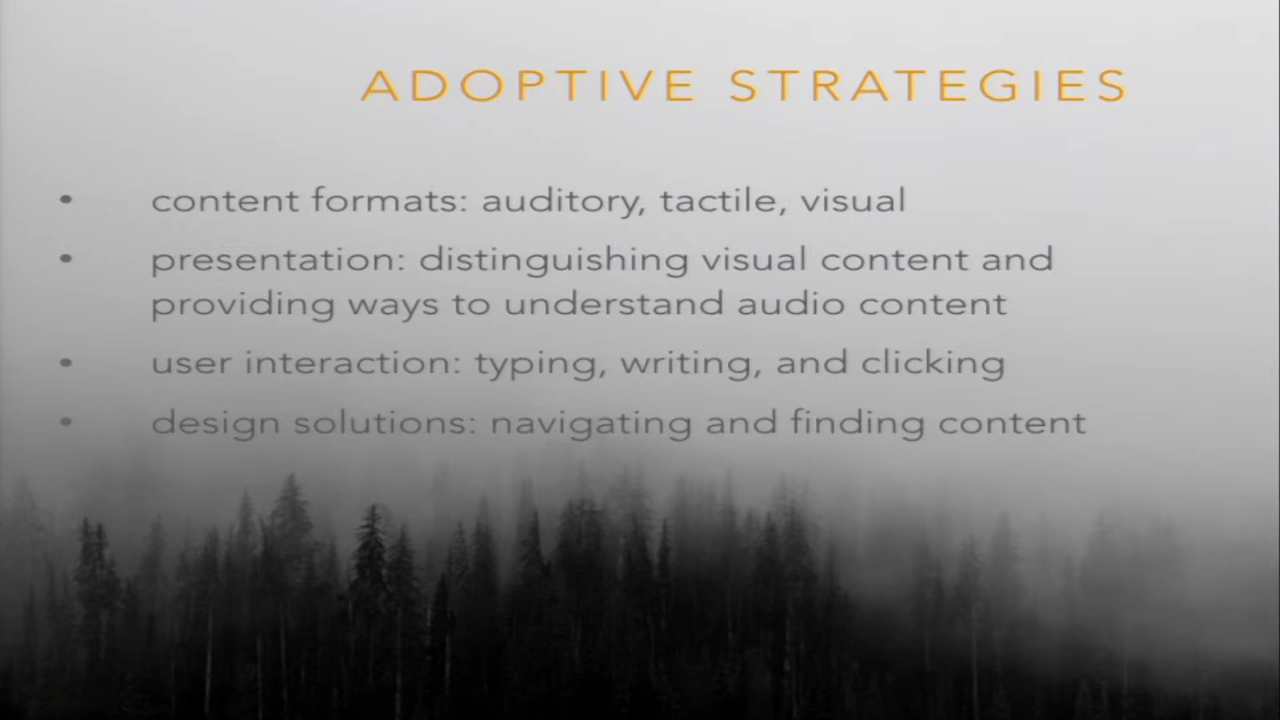 ADOPTIVE STRATEGIES
• content formats: auditory, tactile, visual
• presentation: distinguishing visual content and
providing ways to understand audio content
• user interaction: typing, writing, and clicking
• design solutions: navigating and finding content